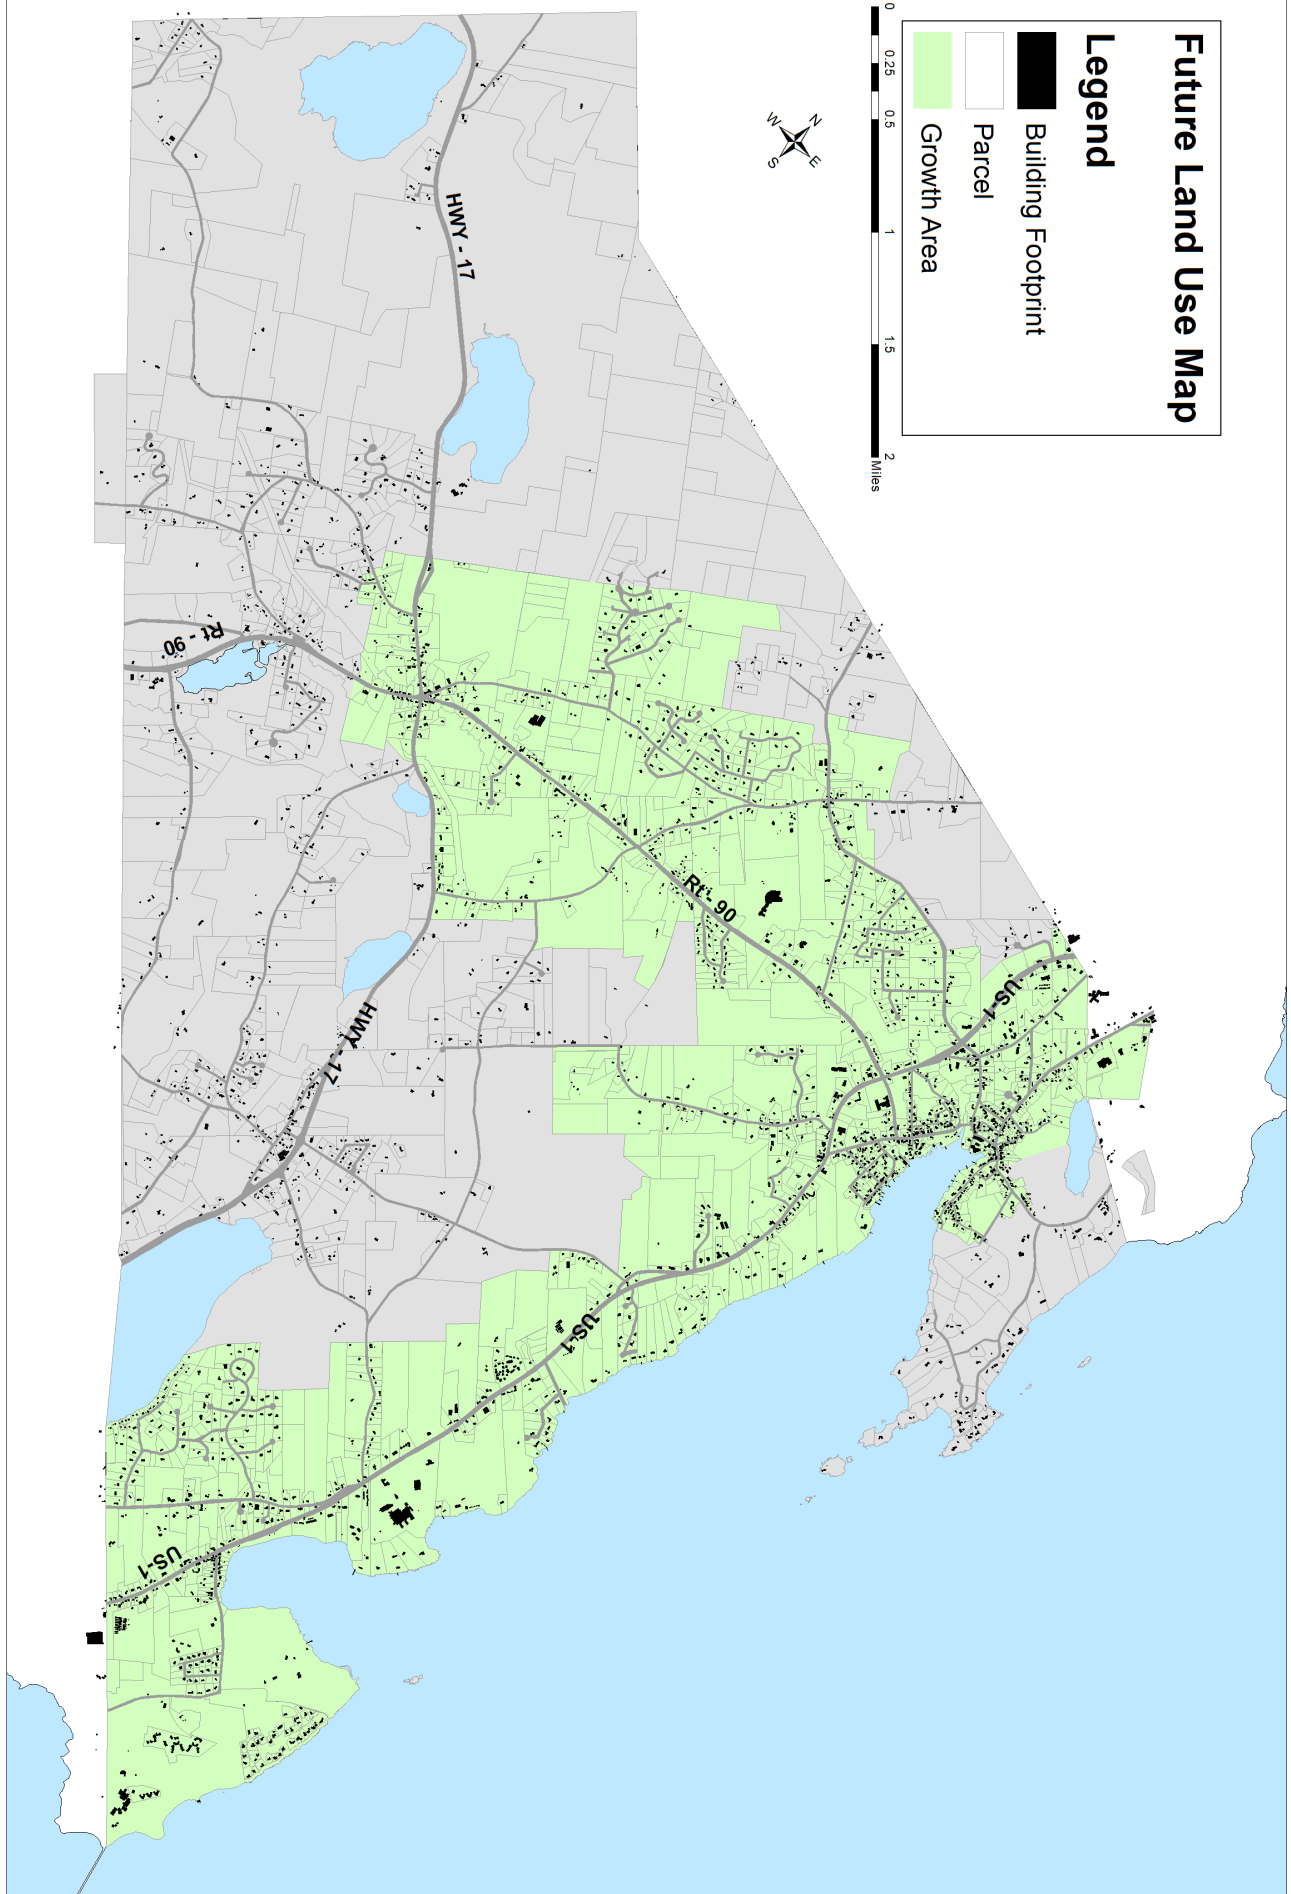 Future Land Use Map
Legend
Building Footprint
Parcel
Growth Area
0 0.25 0.5 1 1.5 2
Miles
N
E
S
W
HWY - 17
Rt - 90
Rt - 90
US-1
HWY - 17
US-1
US-1